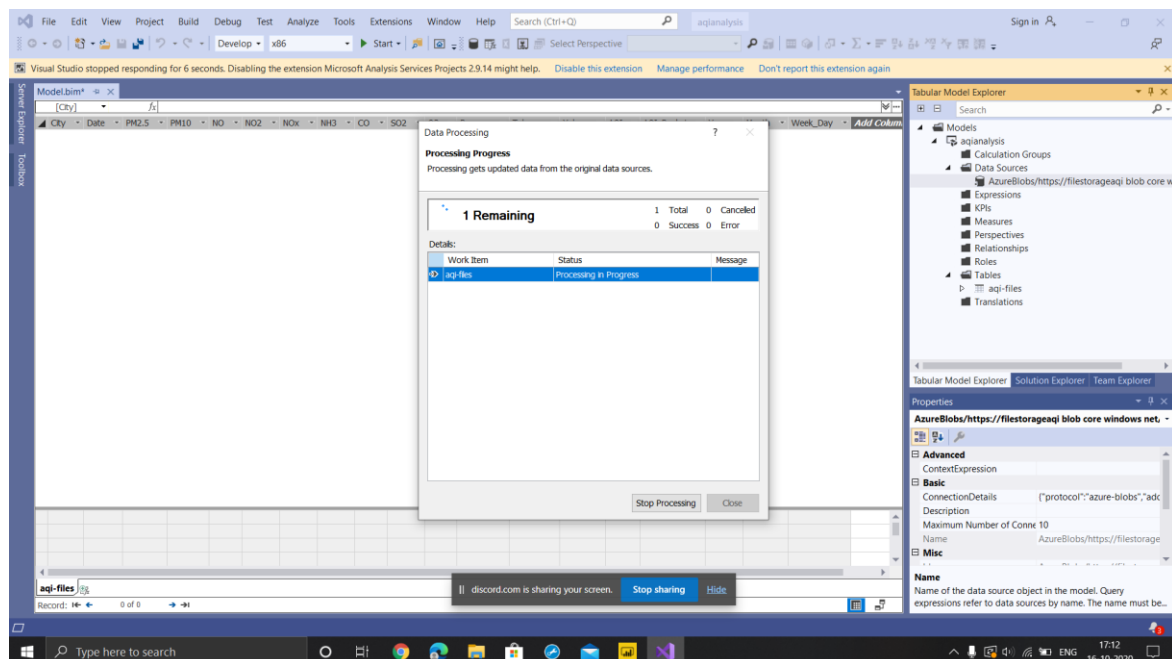 File Edit View Project Build Debug Test Analyze Tools Extensions Window Help Search (Ctrl+Q) aqianalysis Sign in
Develop x86 Start Select Perspective
Visual Studio stopped responding for 6 seconds. Disabling the extension Microsoft Analysis Services Projects 2.9.14 might help. Disable this extension Manage performance Don't report this extension again
Server Explorer
Toolbox
Model.bim*
[City] fx
City Date PM2.5 PM10 NO NO2 NOx NH3 CO SO2 Week_Day Add Colum
Data Processing ?
Processing Progress
Processing gets updated data from the original data sources.
1 Remaining
1 Total 0 Cancelled
0 Success 0 Error
Details:
Work Item Status Message
aqi-files Processing in Progress
Stop Processing Close
aqi-files
Record: 0 of 0
Tabular Model Explorer
Search
Models
aqianalysis
Calculation Groups
Data Sources
AzureBlobs/https://filestorageaqi blob core w
Expressions
KPIs
Measures
Perspectives
Relationships
Roles
Tables
aqi-files
Translations
Tabular Model Explorer Solution Explorer Team Explorer
Properties
AzureBlobs/https://filestorageaqi blob core windows net,
Advanced
ContextExpression
Basic
ConnectionDetails {"protocol":"azure-blobs","adc
Description
Maximum Number of Conne 10
Name AzureBlobs/https://filestorage
Misc
Name
Name of the data source object in the model. Query
expressions refer to data sources by name. The name must be...
discord.com is sharing your screen. Stop sharing Hide
Type here to search
ENG
17:12
16-10-2020
3